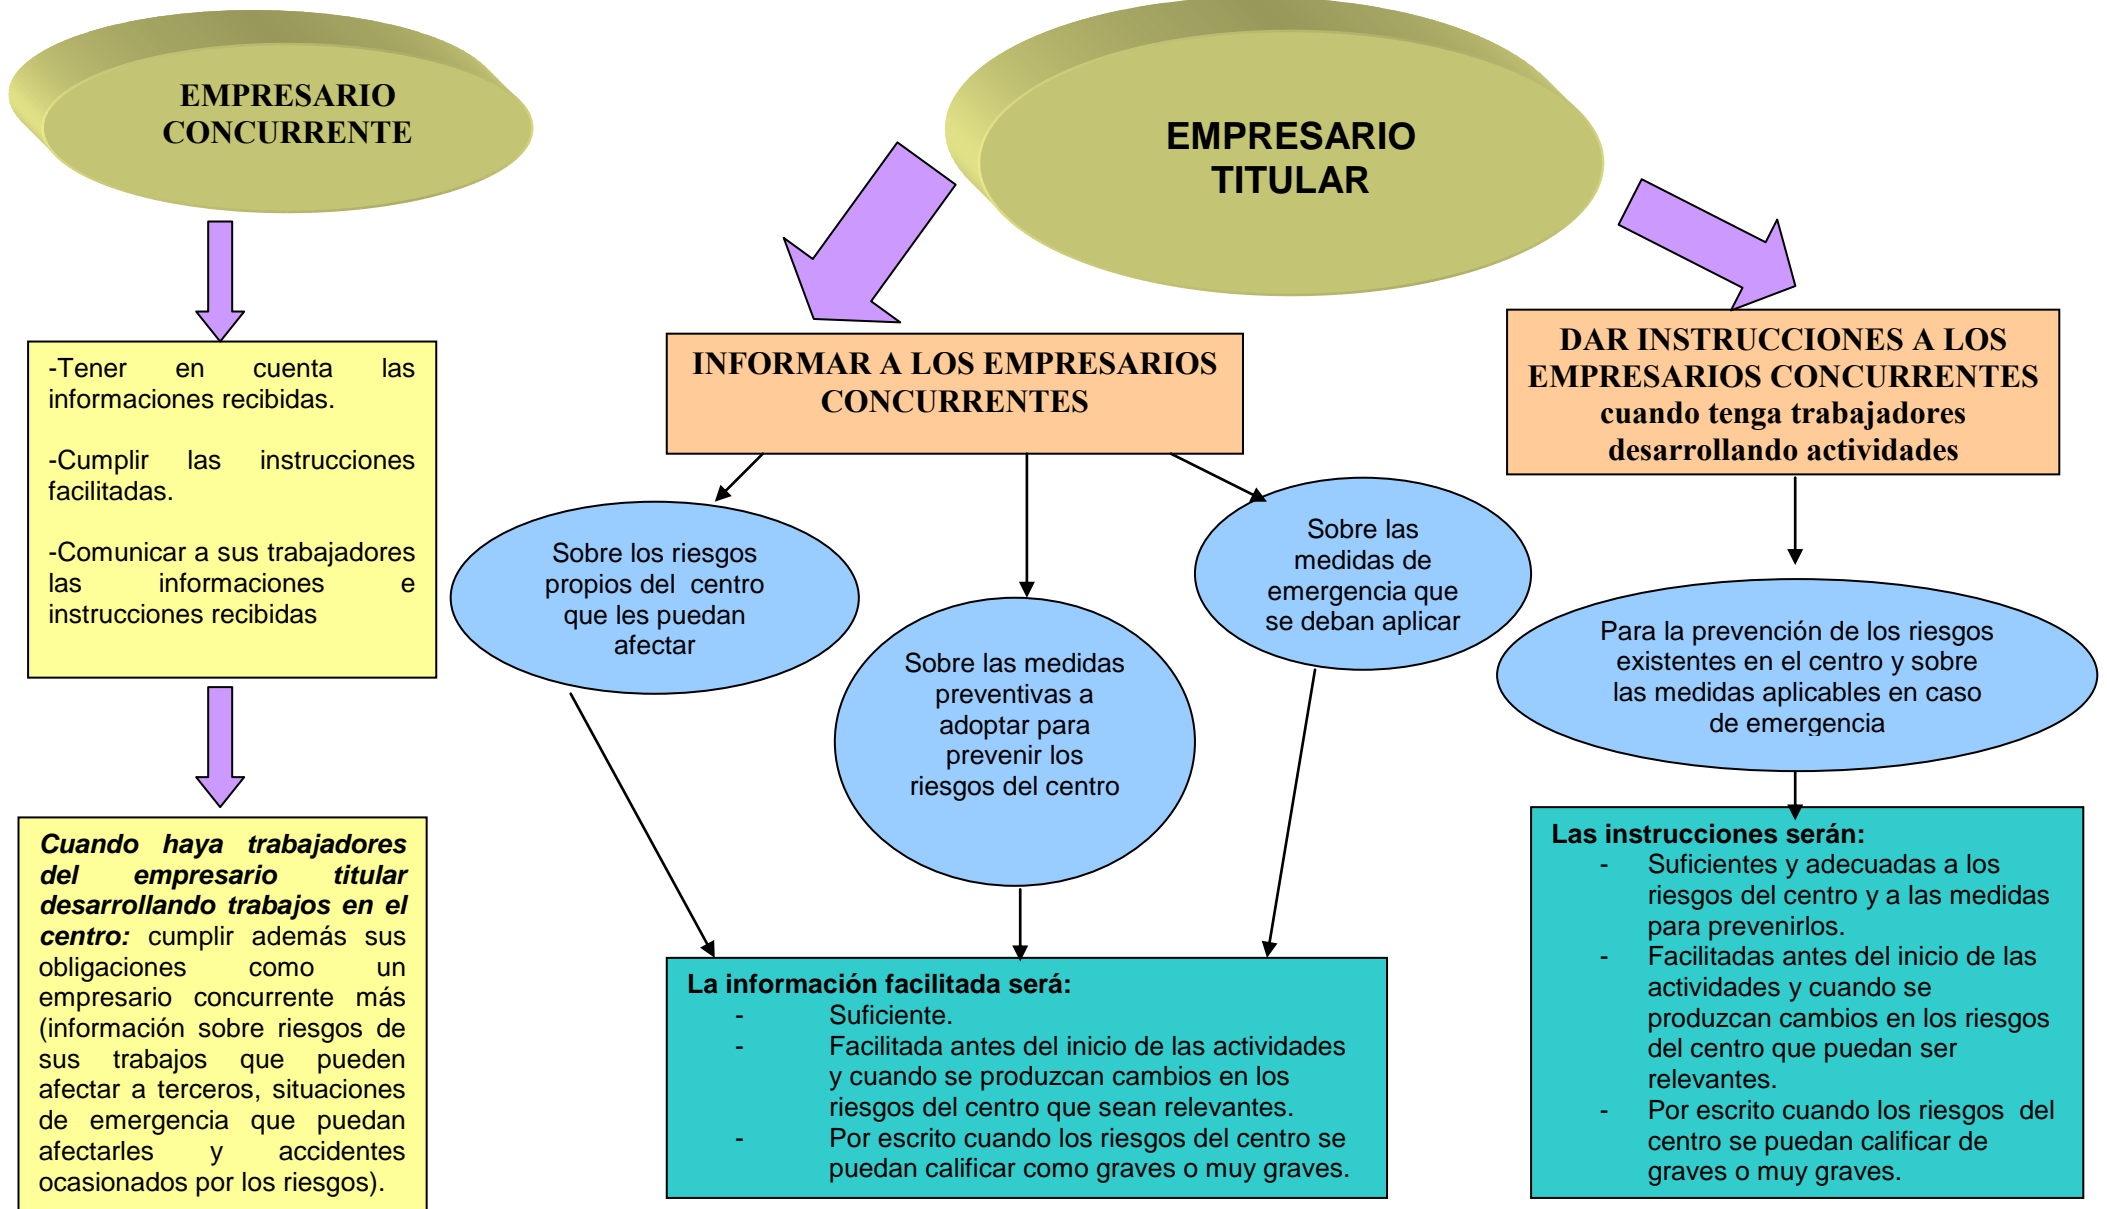 EMPRESARIO
CONCURRENTE
-Tener en cuenta las
informaciones recibidas.
-Cumplir las instrucciones
facilitadas.
-Comunicar a sus trabajadores
las informaciones e
instrucciones recibidas
Cuando haya trabajadores
del empresario titular
desarrollando trabajos en el
centro: cumplir además sus
obligaciones como un
empresario concurrente más
(información sobre riesgos de
sus trabajos que pueden
afectar a terceros, situaciones
de emergencia que puedan
afectarles y accidentes
ocasionados por los riesgos).
EMPRESARIO
TITULAR
INFORMAR A LOS EMPRESARIOS
CONCURRENTES
Sobre los riesgos
propios del centro
que les puedan
afectar
Sobre las medidas
preventivas a
adoptar para
prevenir los
riesgos del centro
Sobre las
medidas de
emergencia que
se deban aplicar
La información facilitada será:
- Suficiente.
- Facilitada antes del inicio de las actividades
y cuando se produzcan cambios en los
riesgos del centro que sean relevantes.
- Por escrito cuando los riesgos del centro se
puedan calificar como graves o muy graves.
DAR INSTRUCCIONES A LOS
EMPRESARIOS CONCURRENTES
cuando tenga trabajadores
desarrollando actividades
Para la prevención de los riesgos
existentes en el centro y sobre
las medidas aplicables en caso
de emergencia
Las instrucciones serán:
- Suficientes y adecuadas a los
riesgos del centro y a las medidas
para prevenirlos.
- Facilitadas antes del inicio de las
actividades y cuando se
produzcan cambios en los riesgos
del centro que puedan ser
relevantes.
- Por escrito cuando los riesgos del
centro se puedan calificar de
graves o muy graves.